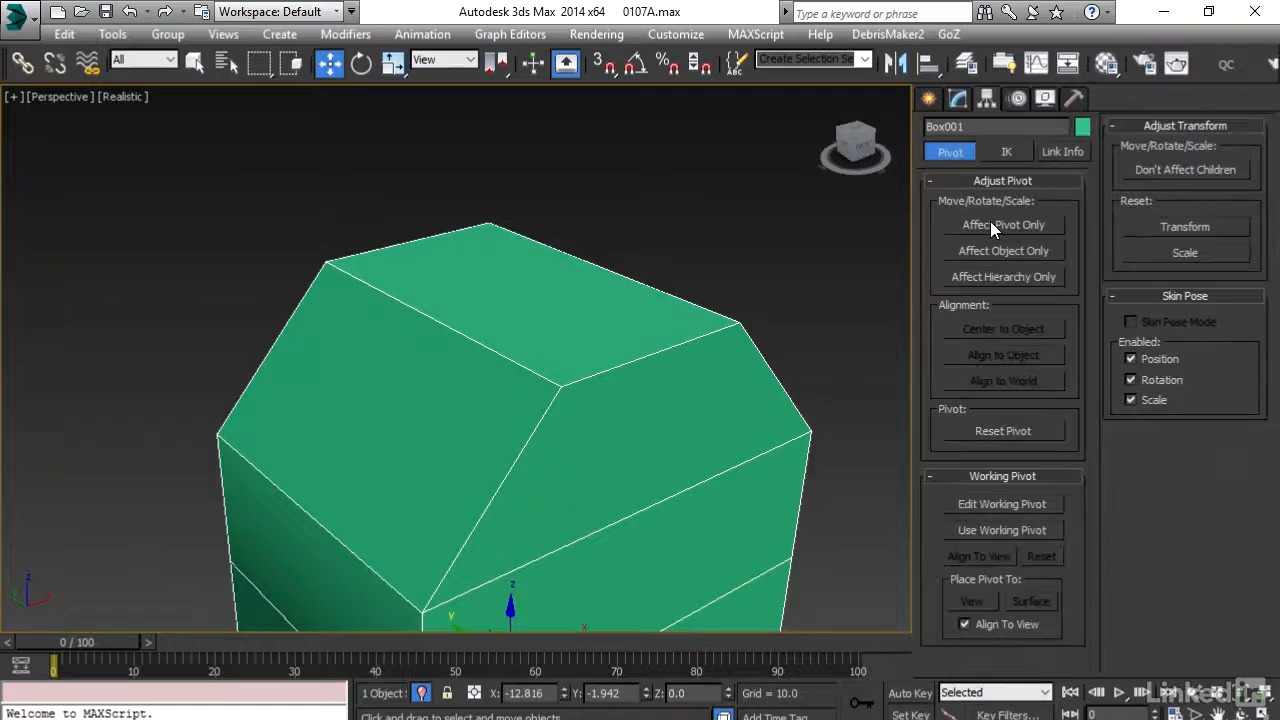 Workspace: Default
Autodesk 3ds Max 2014 x64 0107A.max
Type a keyword or phrase
Edit Tools Group Views Create Modifiers Animation Graph Editors Rendering Customize MAXScript Help DebrisMaker2 GoZ
All
View
3
Create Selection Se
QC
[+] [Perspective] [Realistic]
Box001
Pivot IK Link Info
- Adjust Pivot
Move/Rotate/Scale:
Affect Pivot Only
Affect Object Only
Affect Hierarchy Only
Alignment:
Center to Object
Align to Object
Align to World
Pivot:
Reset Pivot
- Working Pivot
Edit Working Pivot
Use Working Pivot
Align To View Reset
Place Pivot To:
View Surface
Align To View
- Adjust Transform
Move/Rotate/Scale:
Don't Affect Children
Reset:
Transform
Scale
- Skin Pose
Skin Pose Mode
Enabled:
Position
Rotation
Scale
z
y
x
z
< 0 / 100 >
0 10 20 30 40 50 60 70 80 90 100
1 Object X: -12.816 Y: -1.942 Z: 0.0 Grid = 10.0 Auto Key Selected
Welcome to MAXScript. Click and drag to select and move objects Add Time Tag Set Key Key Filters... 0
LinkedIn